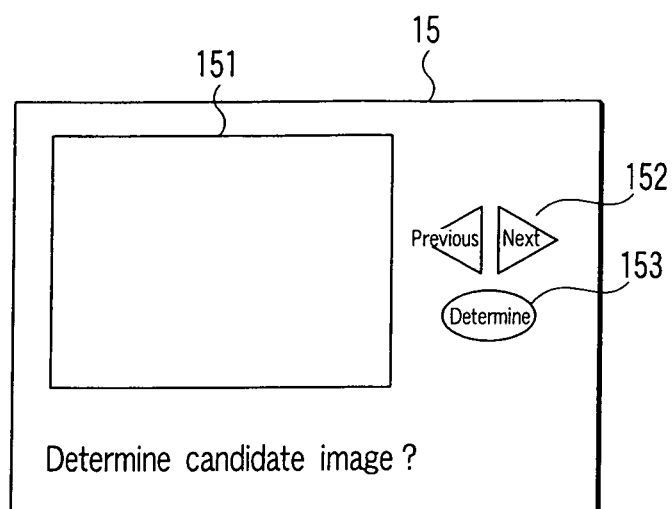 15
151
152
Previous Next
153
Determine
Determine candidate image ?